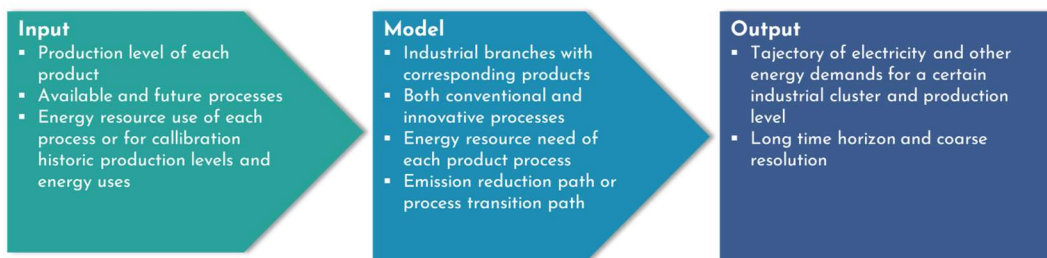 Input
▪ Production level of each
product
▪ Available and future processes
▪ Energy resource use of each
process or for callibration
historic production levels and
energy uses
Model
▪ Industrial branches with
corresponding products
▪ Both conventional and
innovative processes
▪ Energy resource need of
each product process
▪ Emission reduction path or
process transition path
Output
▪ Tajectory of electricity and other
energy demands for a certain
industrial cluster and production
level
▪ Long time horizon and coarse
resolution